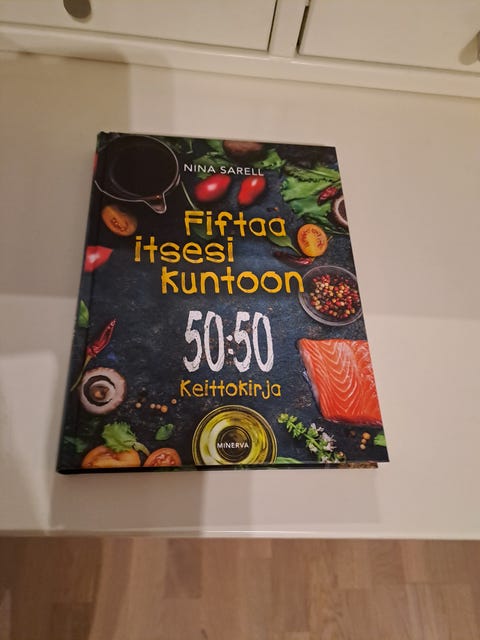 NINA SARELL
Fiftaa
itsesi
kuntoon
50:50
Keittokirja
MINERVA